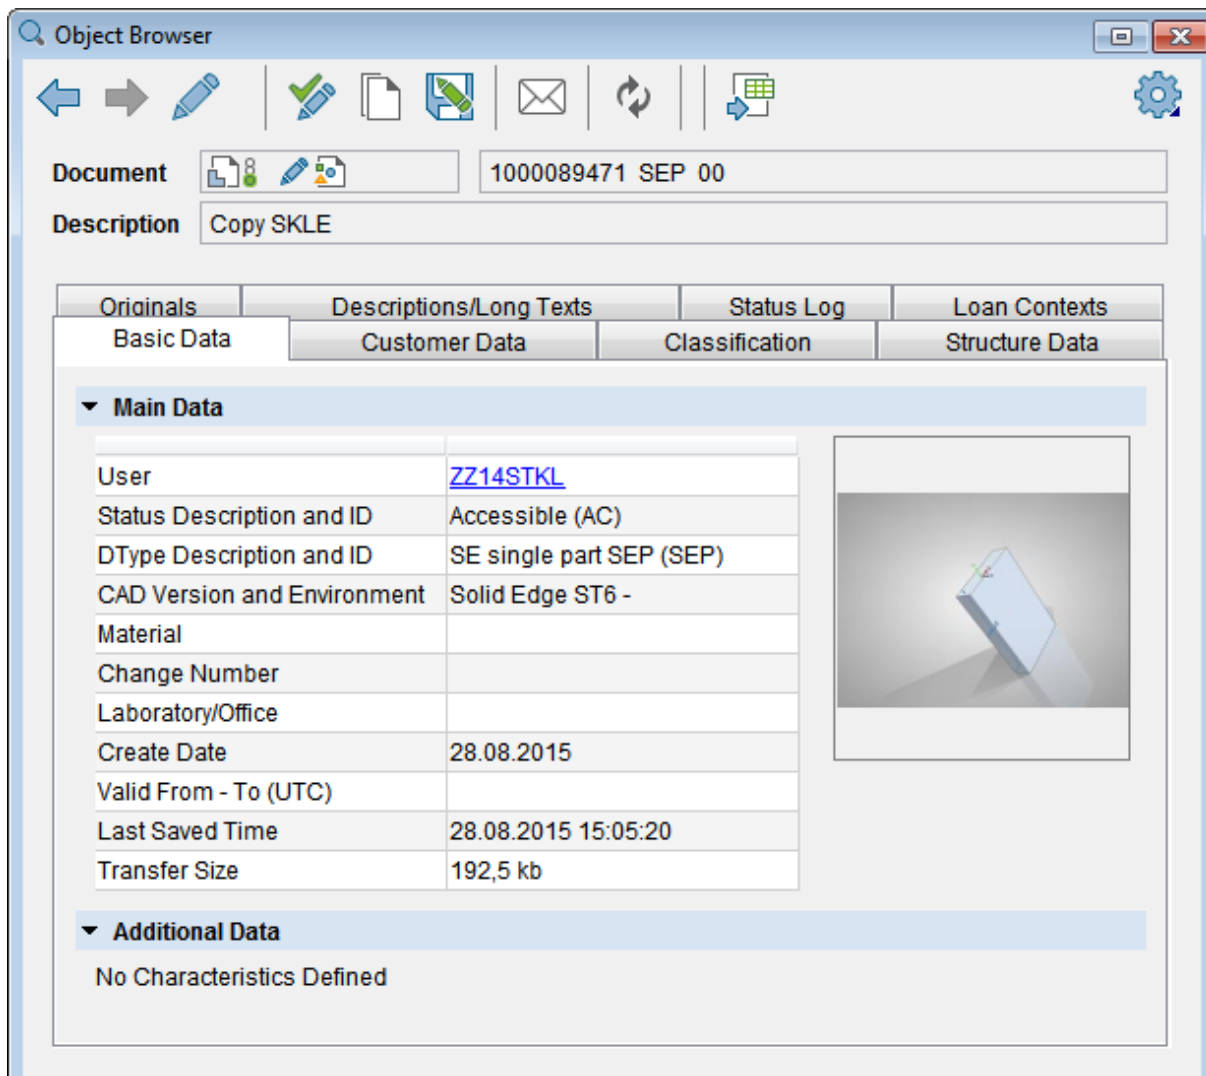 Object Browser
Document 1000089471 SEP 00
Description Copy SKLE
Originals Descriptions/Long Texts Status Log Loan Contexts
Basic Data Customer Data Classification Structure Data
Main Data
User ZZ14STKL
Status Description and ID Accessible (AC)
DType Description and ID SE single part SEP (SEP)
CAD Version and Environment Solid Edge ST6 -
Material
Change Number
Laboratory/Office
Create Date 28.08.2015
Valid From - To (UTC)
Last Saved Time 28.08.2015 15:05:20
Transfer Size 192,5 kb
Additional Data
No Characteristics Defined